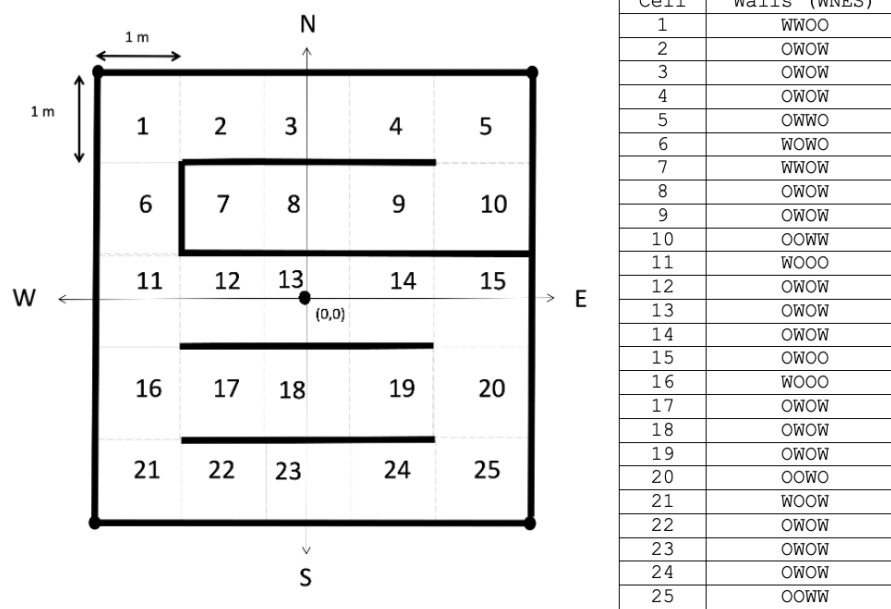 Cell Walls (WNES)
1 WWOO
2 OWOW
3 OWOW
4 OWOW
5 OWWO
6 WOWO
7 WWOW
8 OWOW
9 OWOW
10 OOWW
11 WOOO
12 OWOW
13 OWOW
14 OWOW
15 OWOO
16 WOOO
17 OWOW
18 OWOW
19 OWOW
20 OOWO
21 WOOW
22 OWOW
23 OWOW
24 OWOW
25 OOWW
N
1 m
1 m
1 2 3 4 5
6 7 8 9 10
11 12 13 14 15
W E
(0,0)
16 17 18 19 20
21 22 23 24 25
S